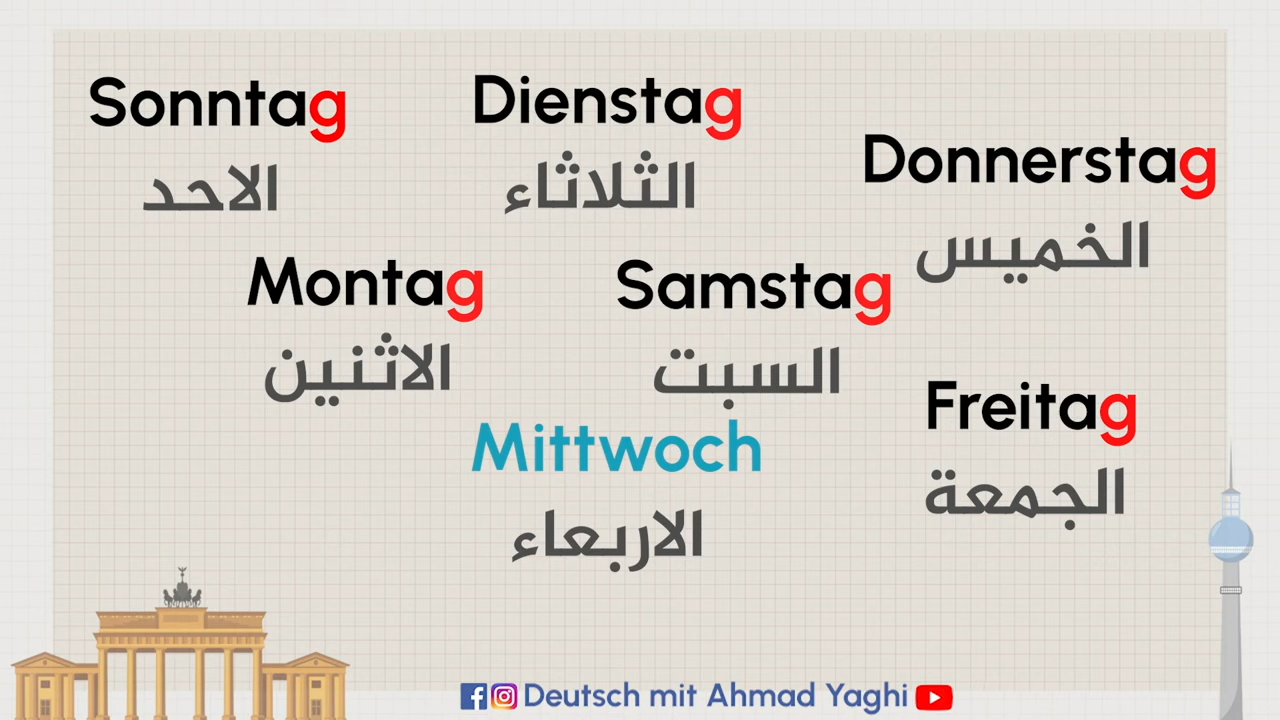 Sonntag
الاحد
Dienstag
الثلاثاء
Donnerstag
الخميس
Montag
الاثنين
Samstag
السبت
Freitag
الجمعة
Mittwoch
الاربعاء
Deutsch mit Ahmad Yaghi